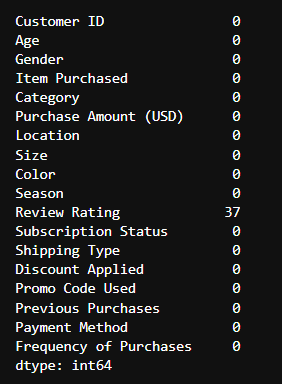 Customer ID 0
Age 0
Gender 0
Item Purchased 0
Category 0
Purchase Amount (USD) 0
Location 0
Size 0
Color 0
Season 0
Review Rating 37
Subscription Status 0
Shipping Type 0
Discount Applied 0
Promo Code Used 0
Previous Purchases 0
Payment Method 0
Frequency of Purchases 0
dtype: int64